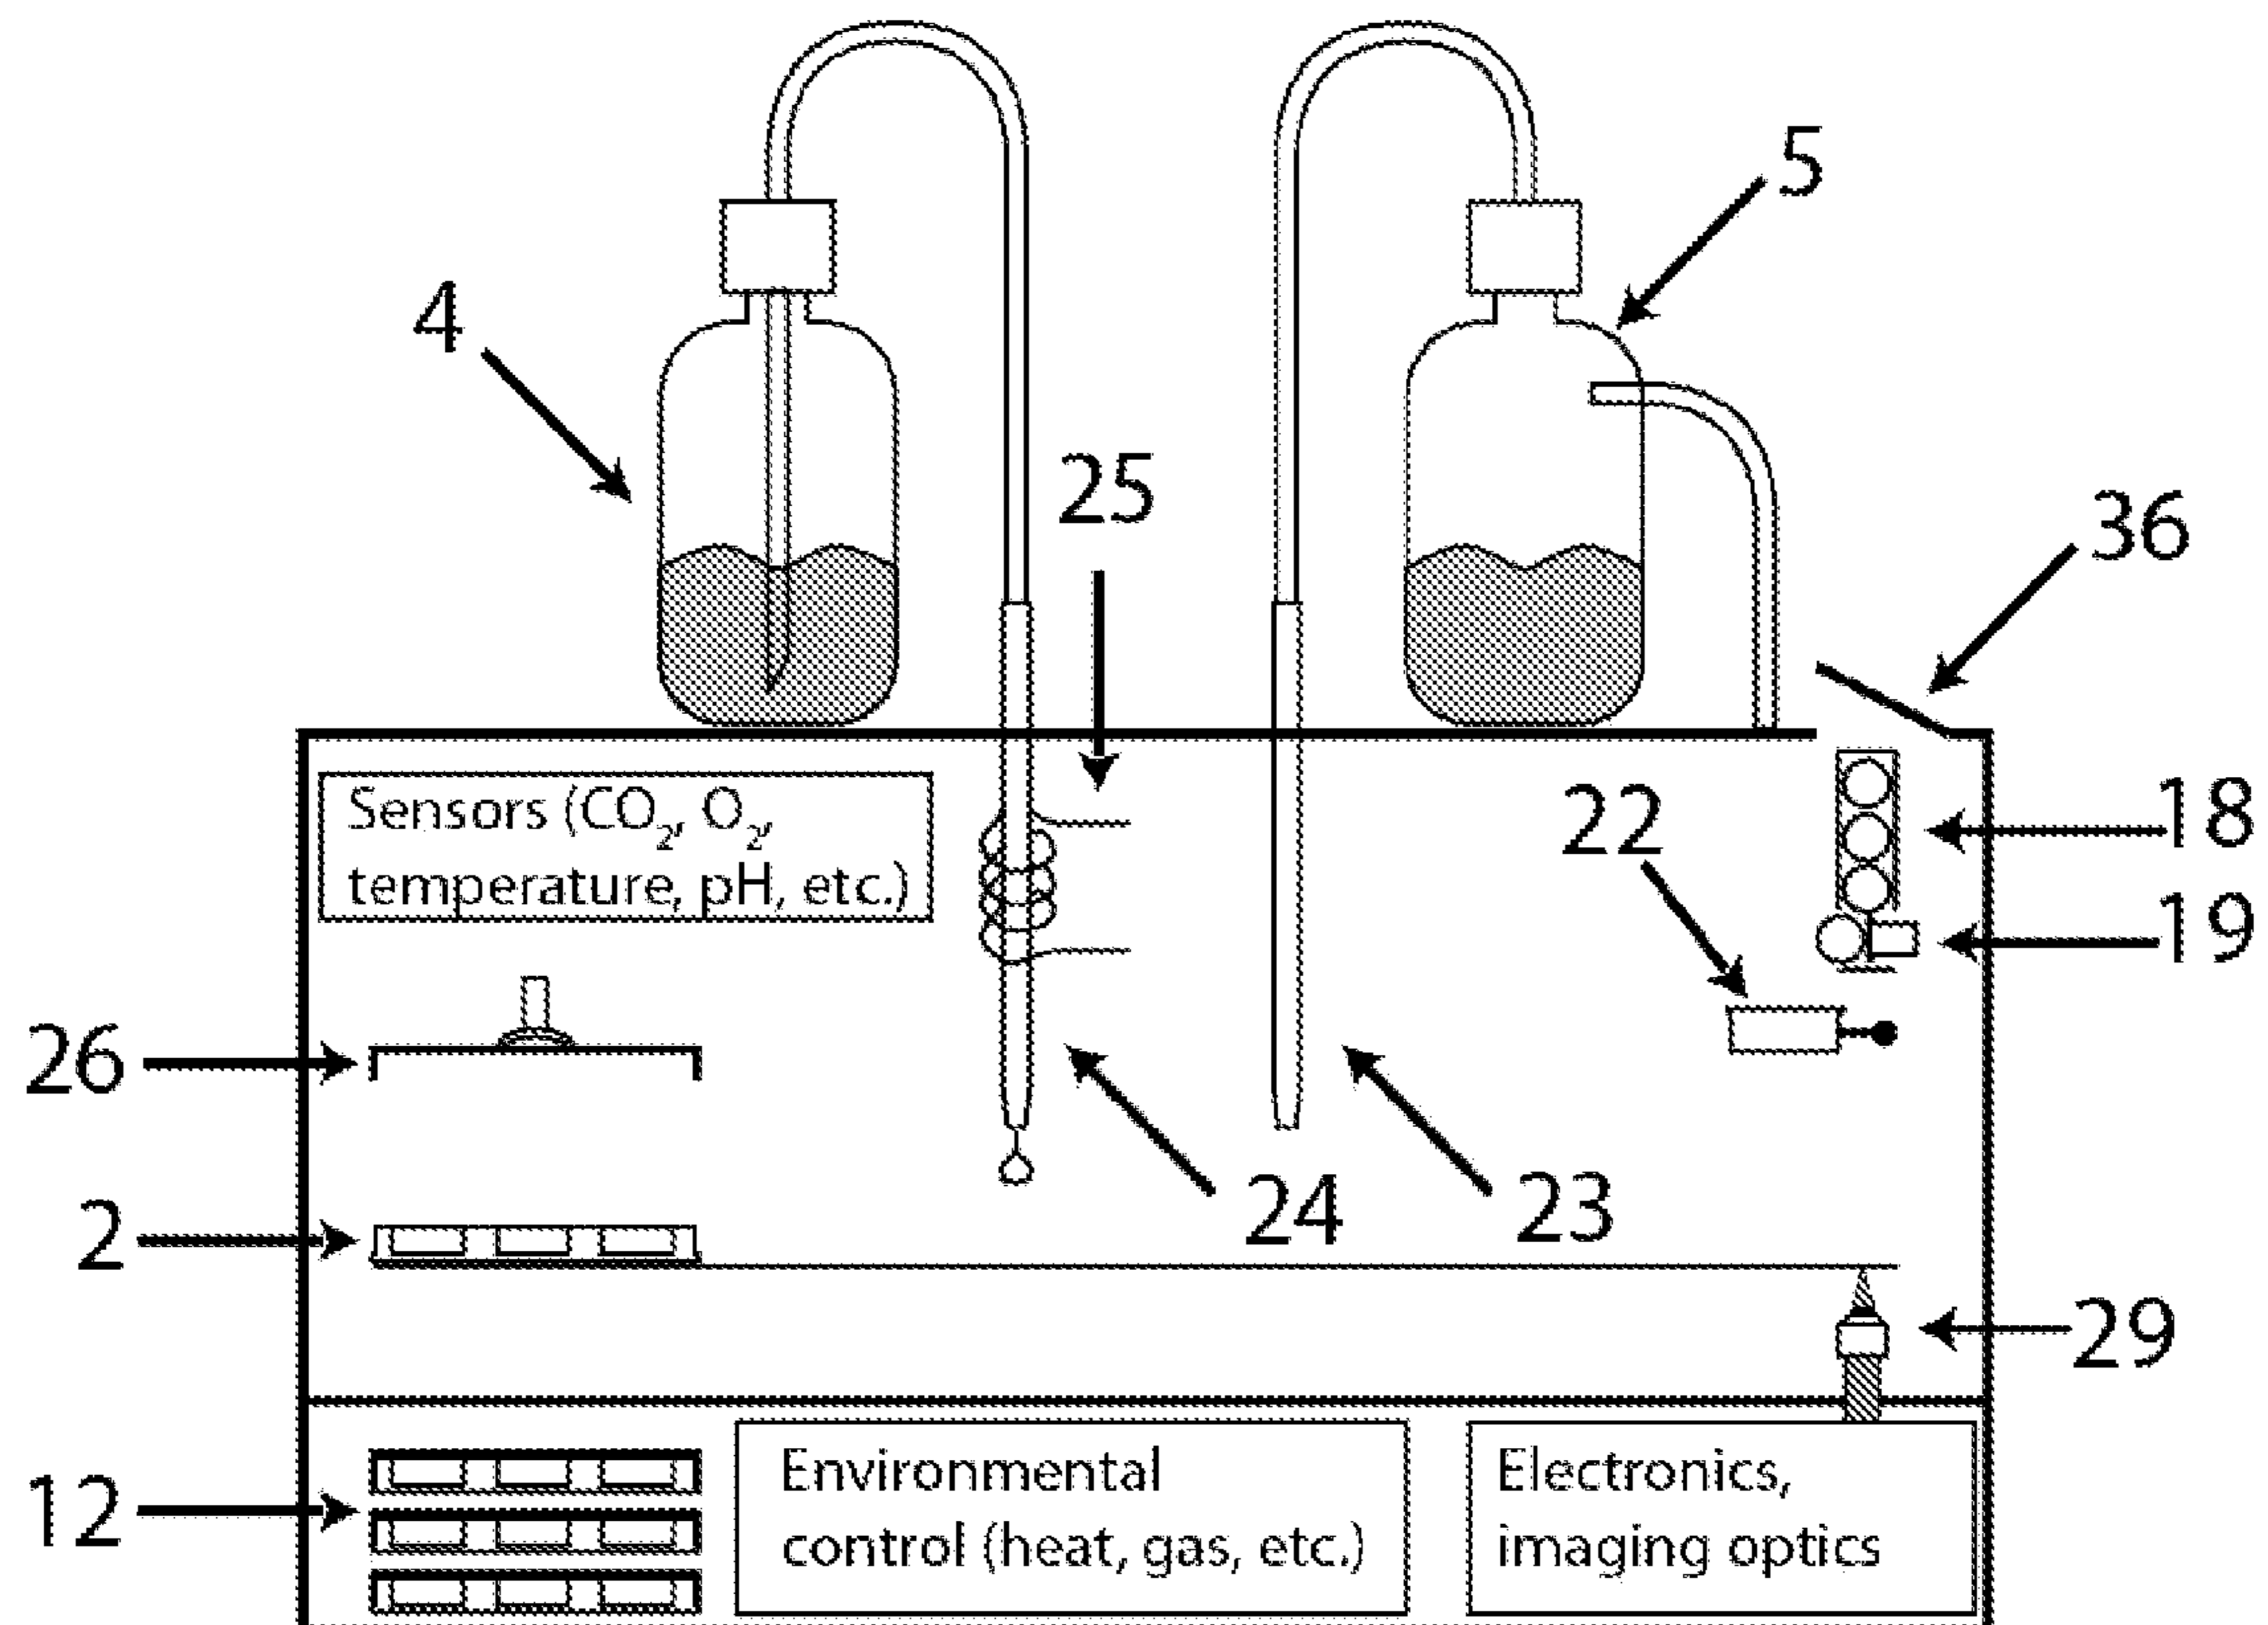 5
4
25
36
Sensors (CO₂, O₂,
temperature, pH, etc.)
22
18
19
26
24
23
2
29
12
Environmental
control (heat, gas, etc.)
Electronics,
imaging optics